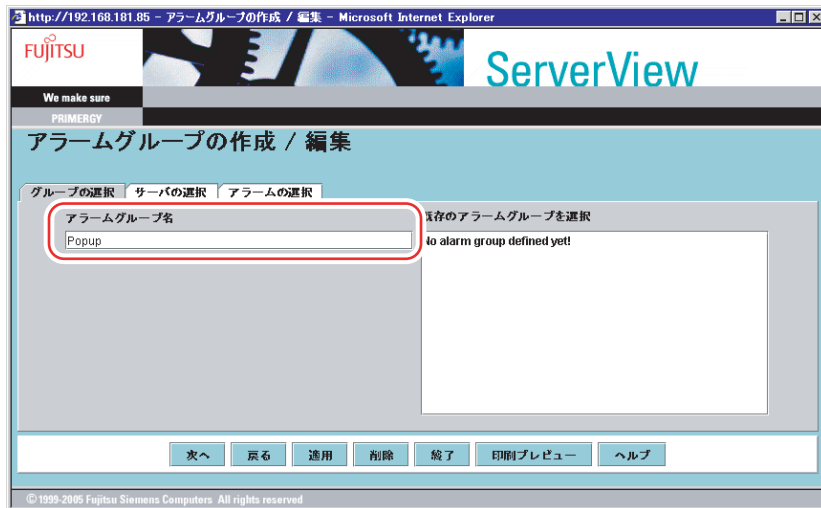 http://192.168.181.85 - アラームグループの作成 / 編集 - Microsoft Internet Explorer
FUJITSU
ServerView
We make sure
PRIMERGY
アラームグループの作成 / 編集
グループの選択 サーバの選択 アラームの選択
アラームグループ名
既存のアラームグループを選択
Popup
No alarm group defined yet!
次へ 戻る 適用 削除 終了 印刷プレビュー ヘルプ
© 1999-2005 Fujitsu Siemens Computers All rights reserved